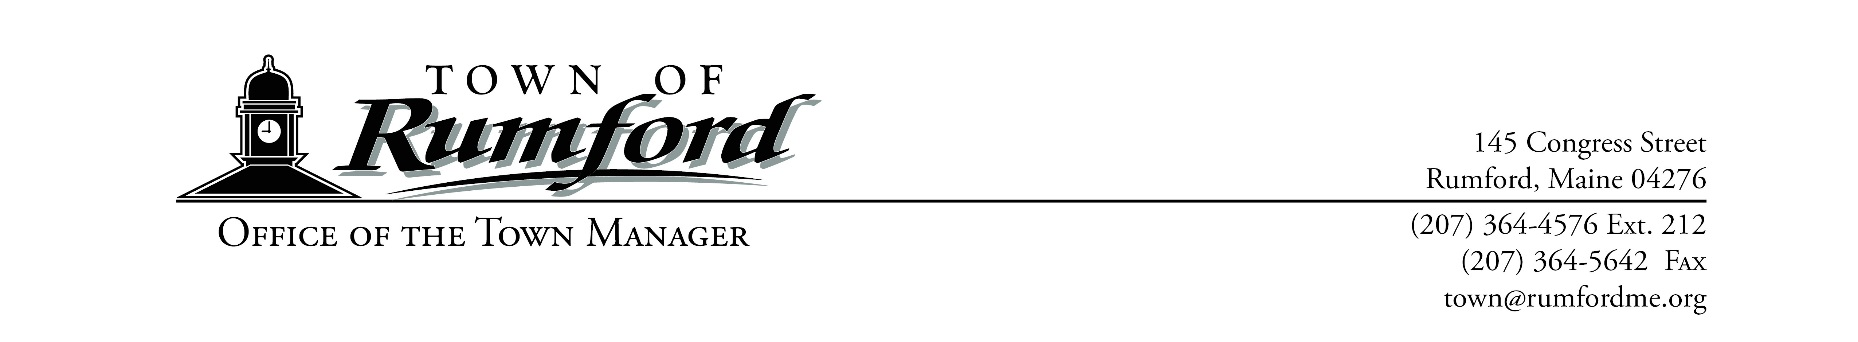 TOWN OF
Rumford
OFFICE OF THE TOWN MANAGER
145 Congress Street
Rumford, Maine 04276
(207) 364-4576 Ext. 212
(207) 364-5642 FAX
town@rumfordme.org